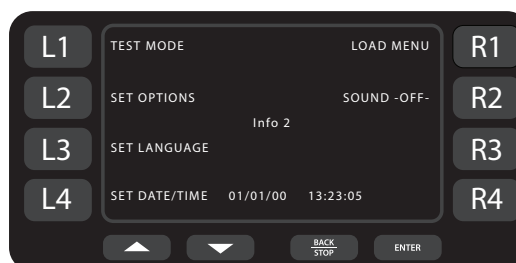 L1 TEST MODE LOAD MENU R1
L2 SET OPTIONS SOUND -OFF- R2
Info 2
L3 SET LANGUAGE R3
L4 SET DATE/TIME 01/01/00 13:23:05 R4
BACK
STOP
ENTER